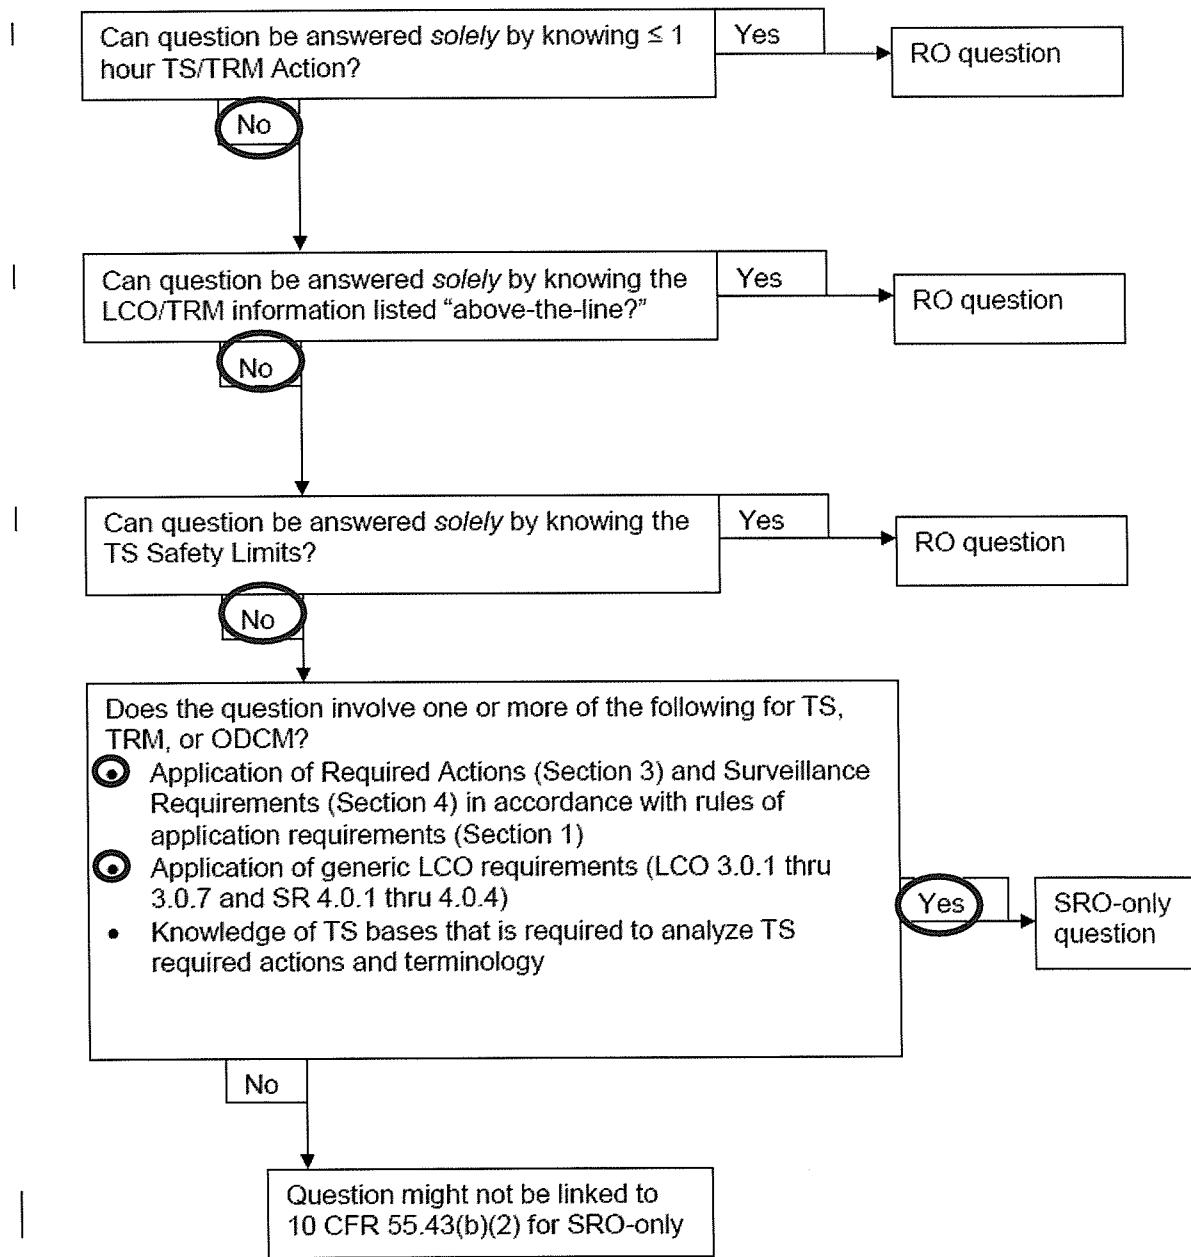 Can question be answered solely by knowing ≤ 1
hour TS/TRM Action?
Yes
RO question
No
Can question be answered solely by knowing the
LCO/TRM information listed “above-the-line?”
Yes
RO question
No
Can question be answered solely by knowing the
TS Safety Limits?
Yes
RO question
No
Does the question involve one or more of the following for TS,
TRM, or ODCM?
• Application of Required Actions (Section 3) and Surveillance
Requirements (Section 4) in accordance with rules of
application requirements (Section 1)
• Application of generic LCO requirements (LCO 3.0.1 thru
3.0.7 and SR 4.0.1 thru 4.0.4)
• Knowledge of TS bases that is required to analyze TS
required actions and terminology
Yes
SRO-only
question
No
Question might not be linked to
10 CFR 55.43(b)(2) for SRO-only